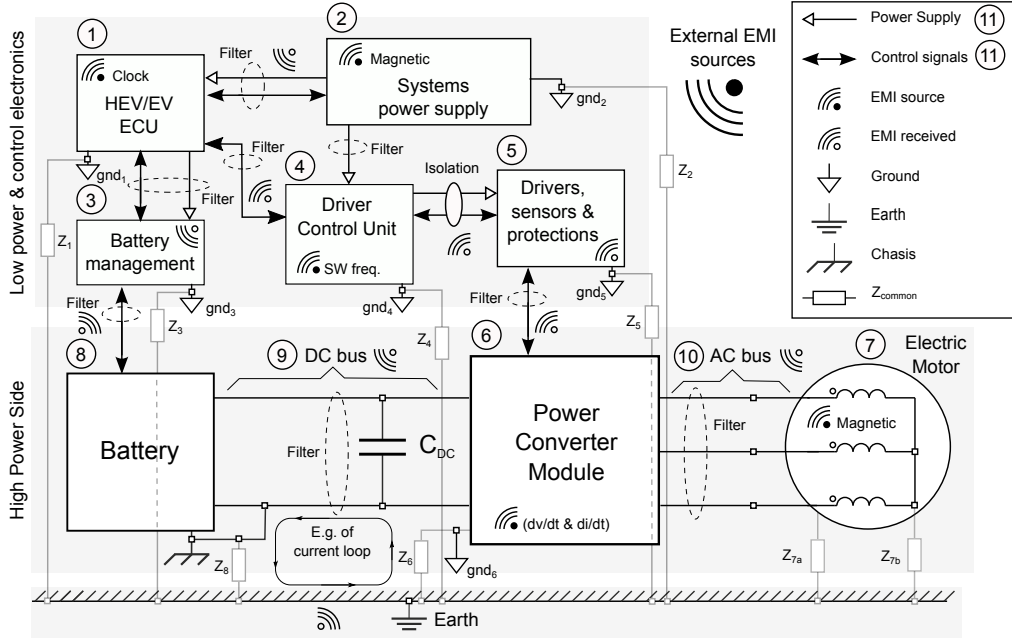 Low power & control electronics
1
Clock
HEV/EV
ECU
Filter
2
Magnetic
Systems
power supply
gnd2
External EMI
sources
Power Supply
11
Control signals
11
EMI source
EMI received
Ground
Earth
Chasis
Zcommon
gnd1
Filter
Filter
Filter
Isolation
5
Z2
3
Battery
management
4
Driver
Control Unit
SW freq.
Drivers,
sensors &
protections
Z1
gnd3
gnd4
gnd5
Filter
Z3
Z4
Filter
Z5
High Power Side
8
Battery
9
DC bus
6
Power
Converter
Module
(dv/dt & di/dt)
10
AC bus
7
Electric
Motor
Magnetic
Filter
CDC
Filter
E.g. of
current loop
Z8
Z6
gnd6
Z7a
Z7b
Earth